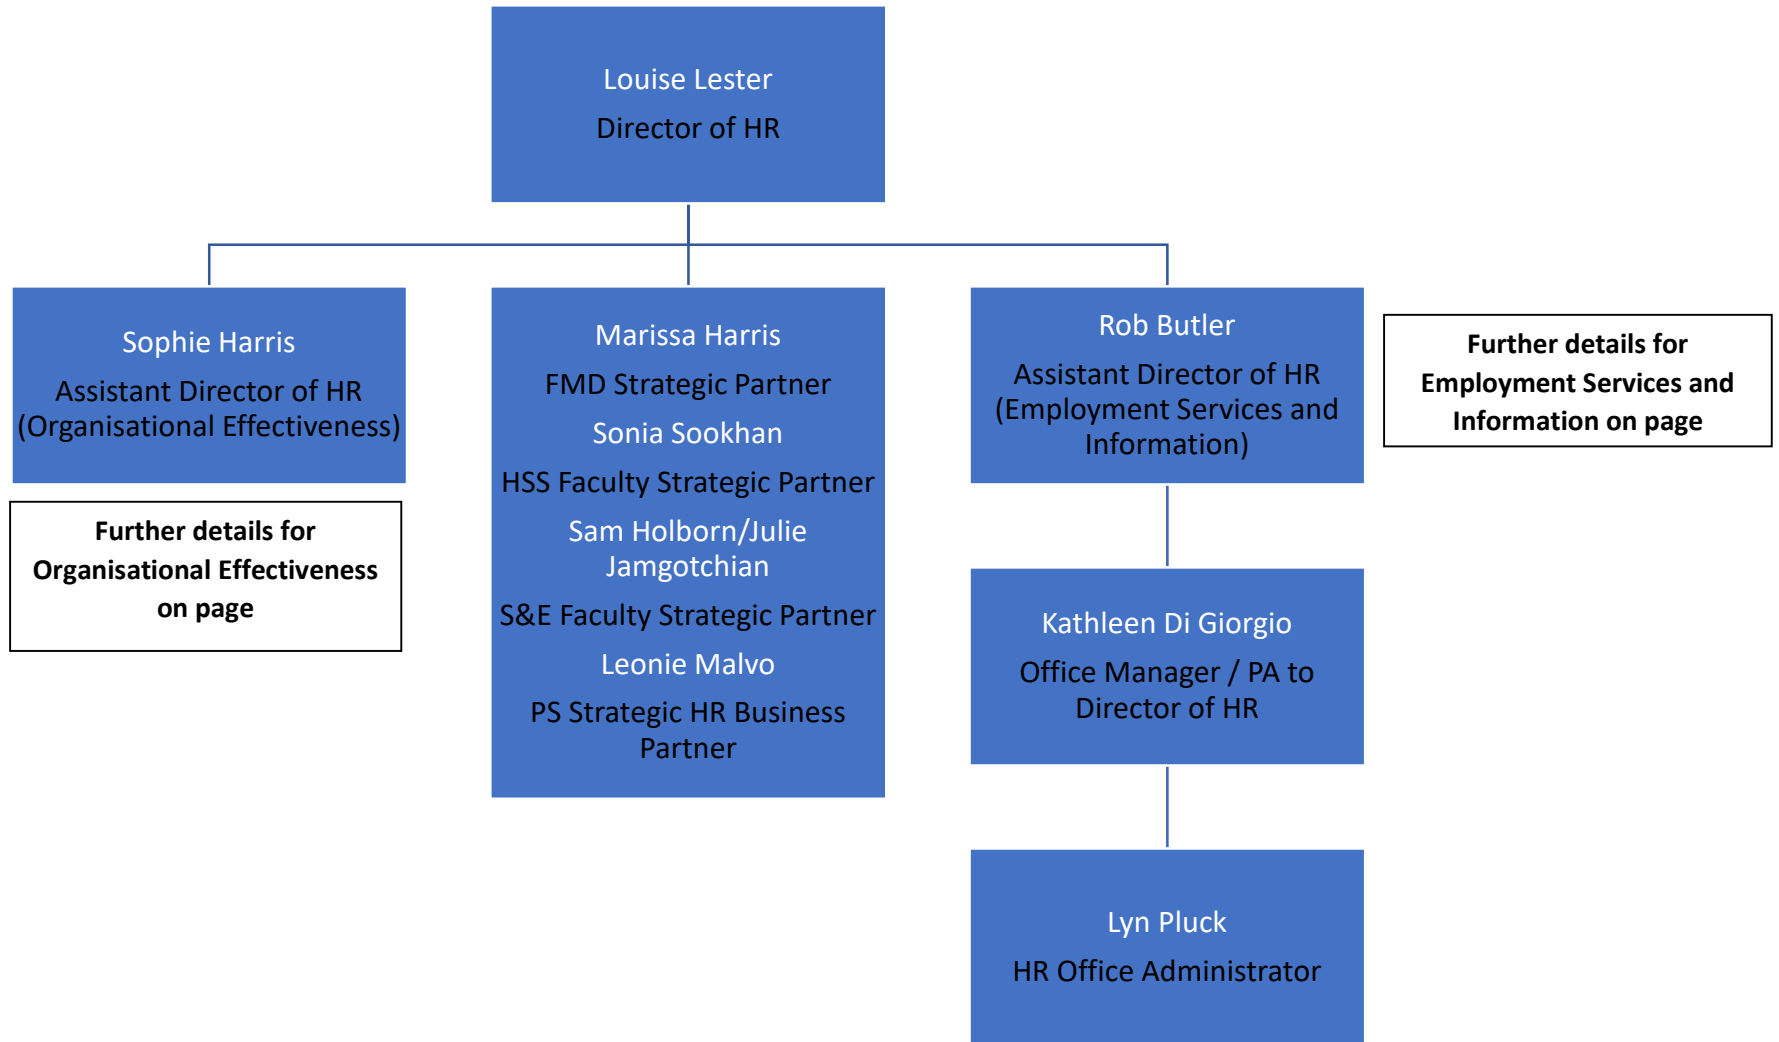 Louise Lester
Director of HR
Sophie Harris
Assistant Director of HR
(Organisational Effectiveness)
Further details for
Organisational Effectiveness
on page
Marissa Harris
FMD Strategic Partner
Sonia Sookhan
HSS Faculty Strategic Partner
Sam Holborn/Julie
Jamgotchian
S&E Faculty Strategic Partner
Leonie Malvo
PS Strategic HR Business
Partner
Rob Butler
Assistant Director of HR
(Employment Services and
Information)
Further details for
Employment Services and
Information on page
Kathleen Di Giorgio
Office Manager / PA to
Director of HR
Lyn Pluck
HR Office Administrator